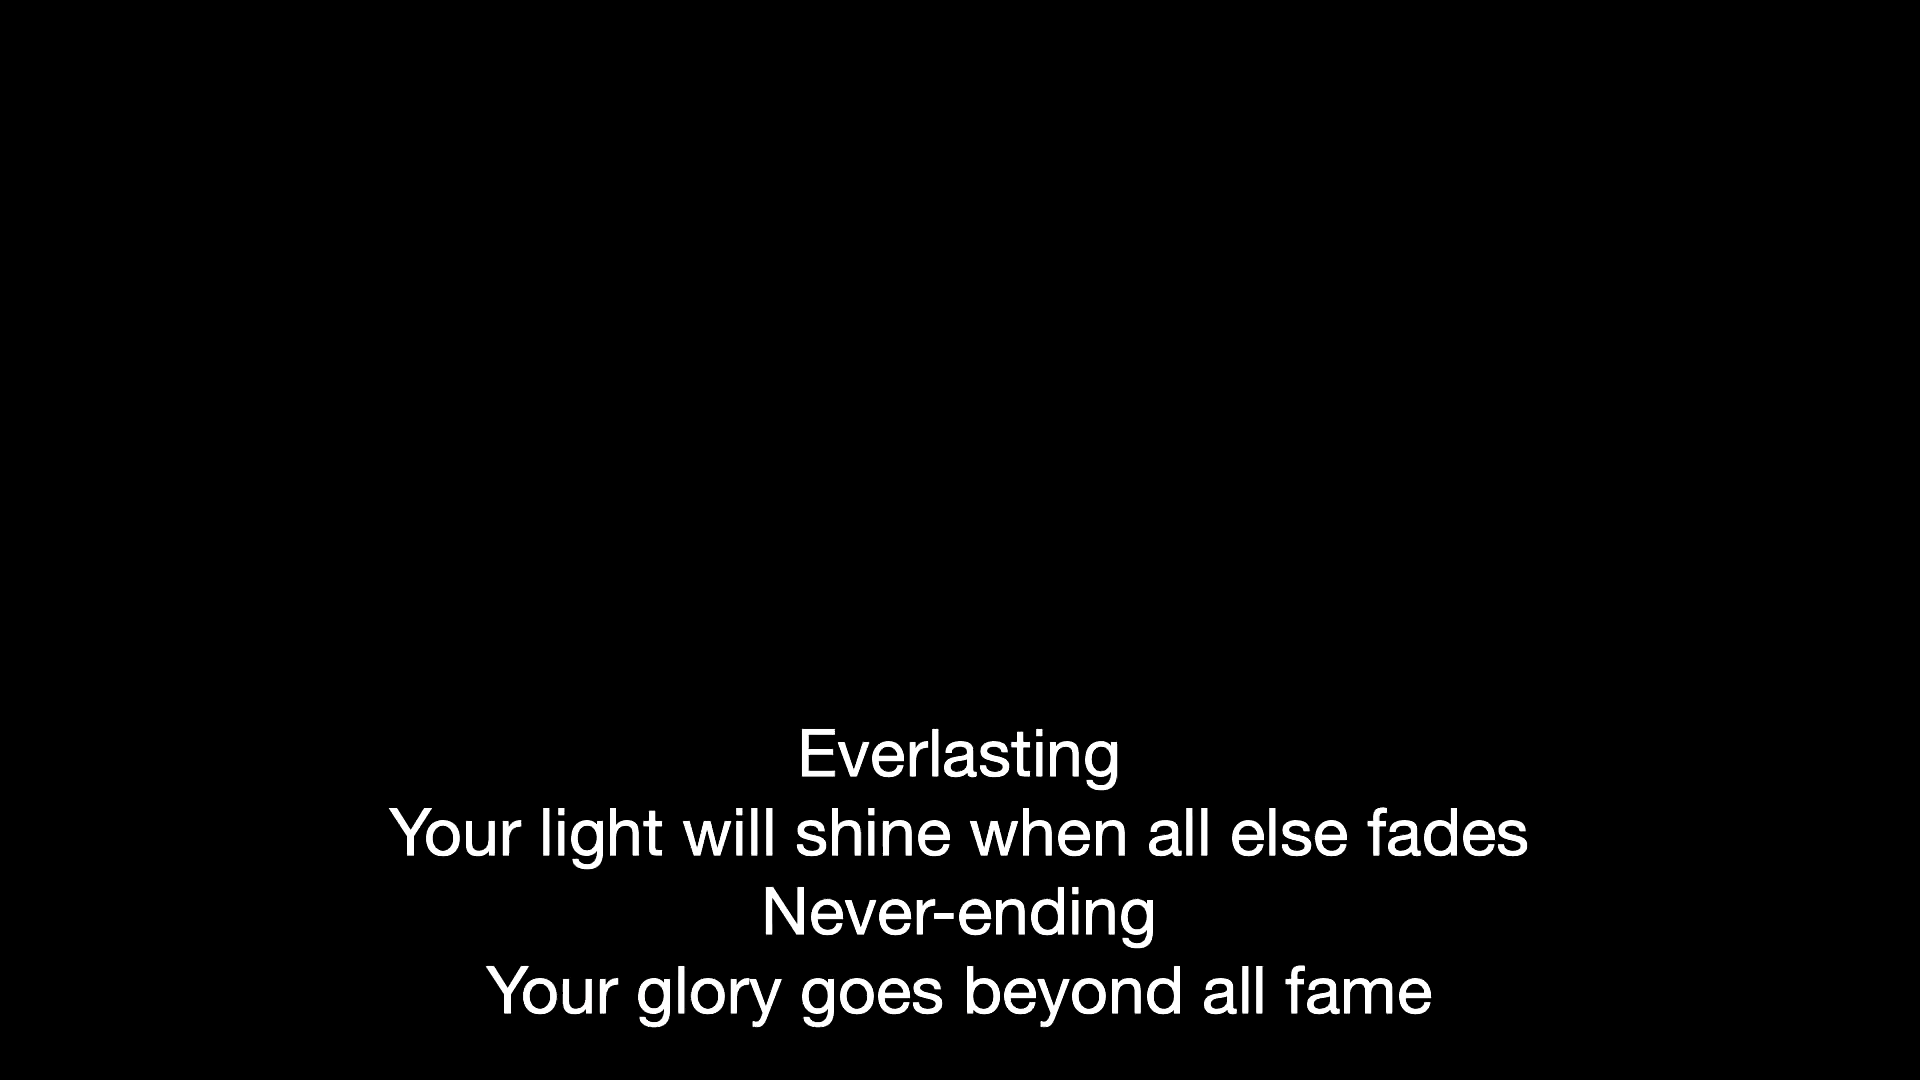 Everlasting
Your light will shine when all else fades
Never-ending
Your glory goes beyond all fame